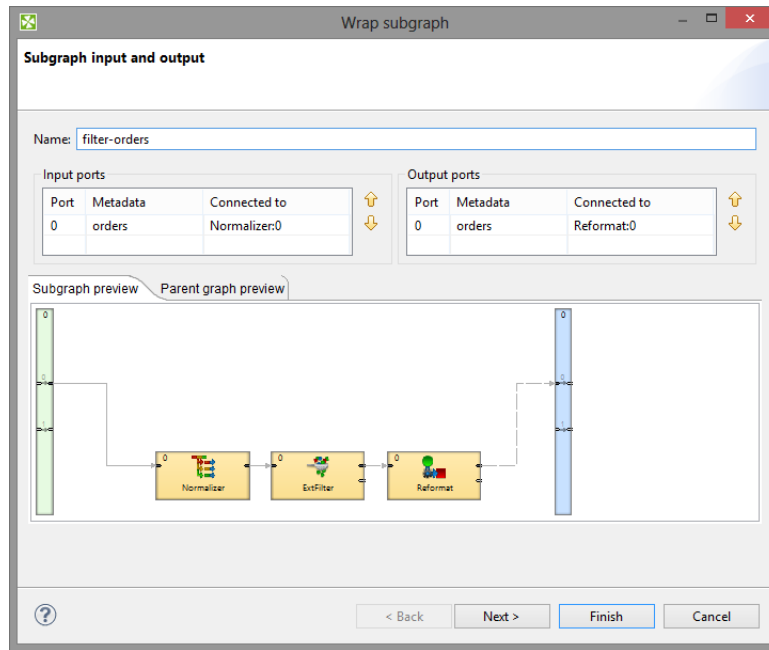 Wrap subgraph
Subgraph input and output
Name: filter-orders
Input ports
Port Metadata Connected to
0 orders Normalizer:0
Output ports
Port Metadata Connected to
0 orders Reformat:0
Subgraph preview Parent graph preview
0 0
0 0
0 0 0
Normalizer ExtFilter Reformat
< Back Next > Finish Cancel